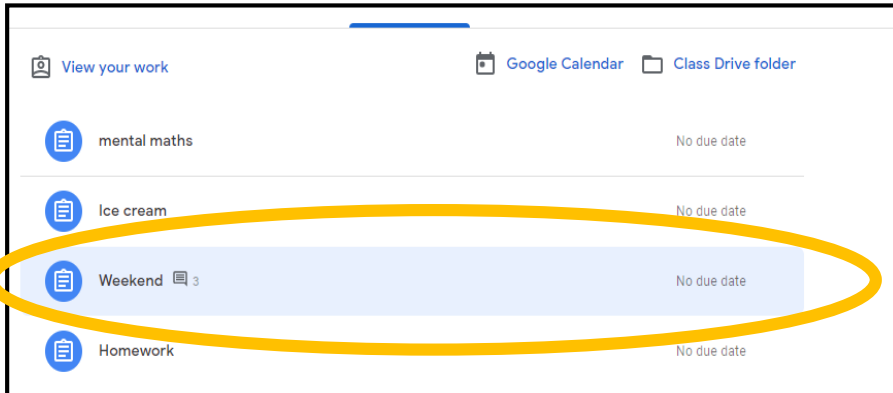 View your work Google Calendar Class Drive folder
mental maths No due date
Ice cream No due date
Weekend 3 No due date
Homework No due date